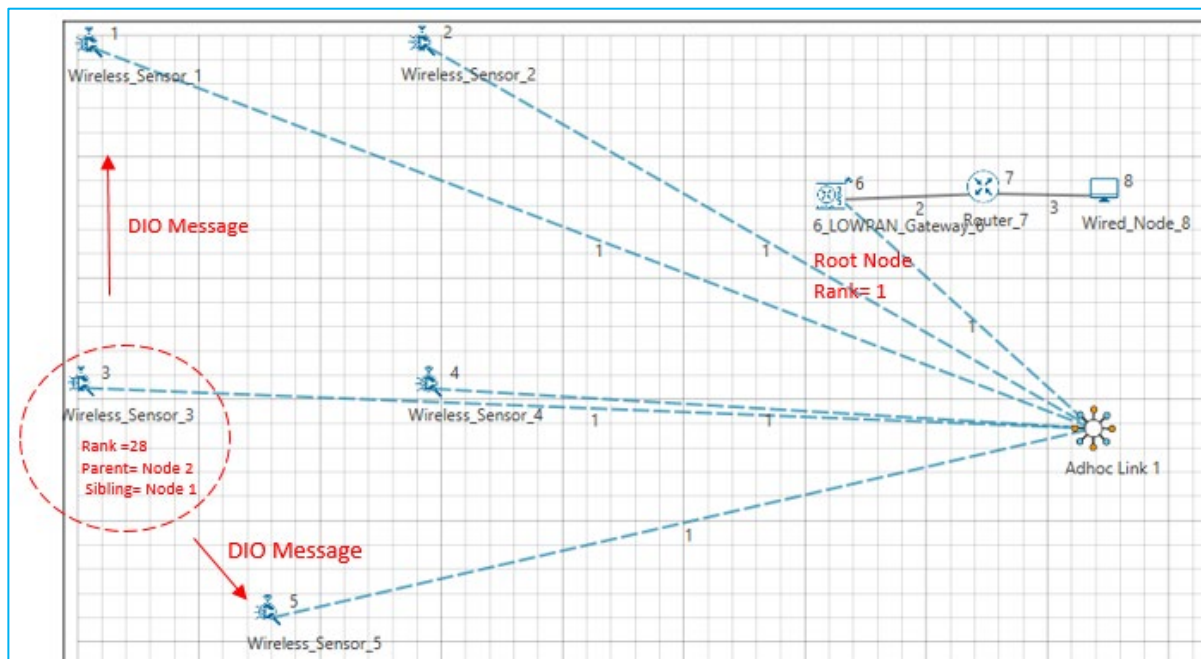 1
Wireless_Sensor_1
2
Wireless_Sensor_2
DIO Message
6
6_LOWPAN_Gateway_6
2
7
Router_7
3
8
Wired_Node_8
Root Node
Rank= 1
1
1
1
3
Wireless_Sensor_3
Rank =28
Parent= Node 2
Sibling= Node 1
4
Wireless_Sensor_4
1
1
Adhoc Link 1
DIO Message
1
5
Wireless_Sensor_5